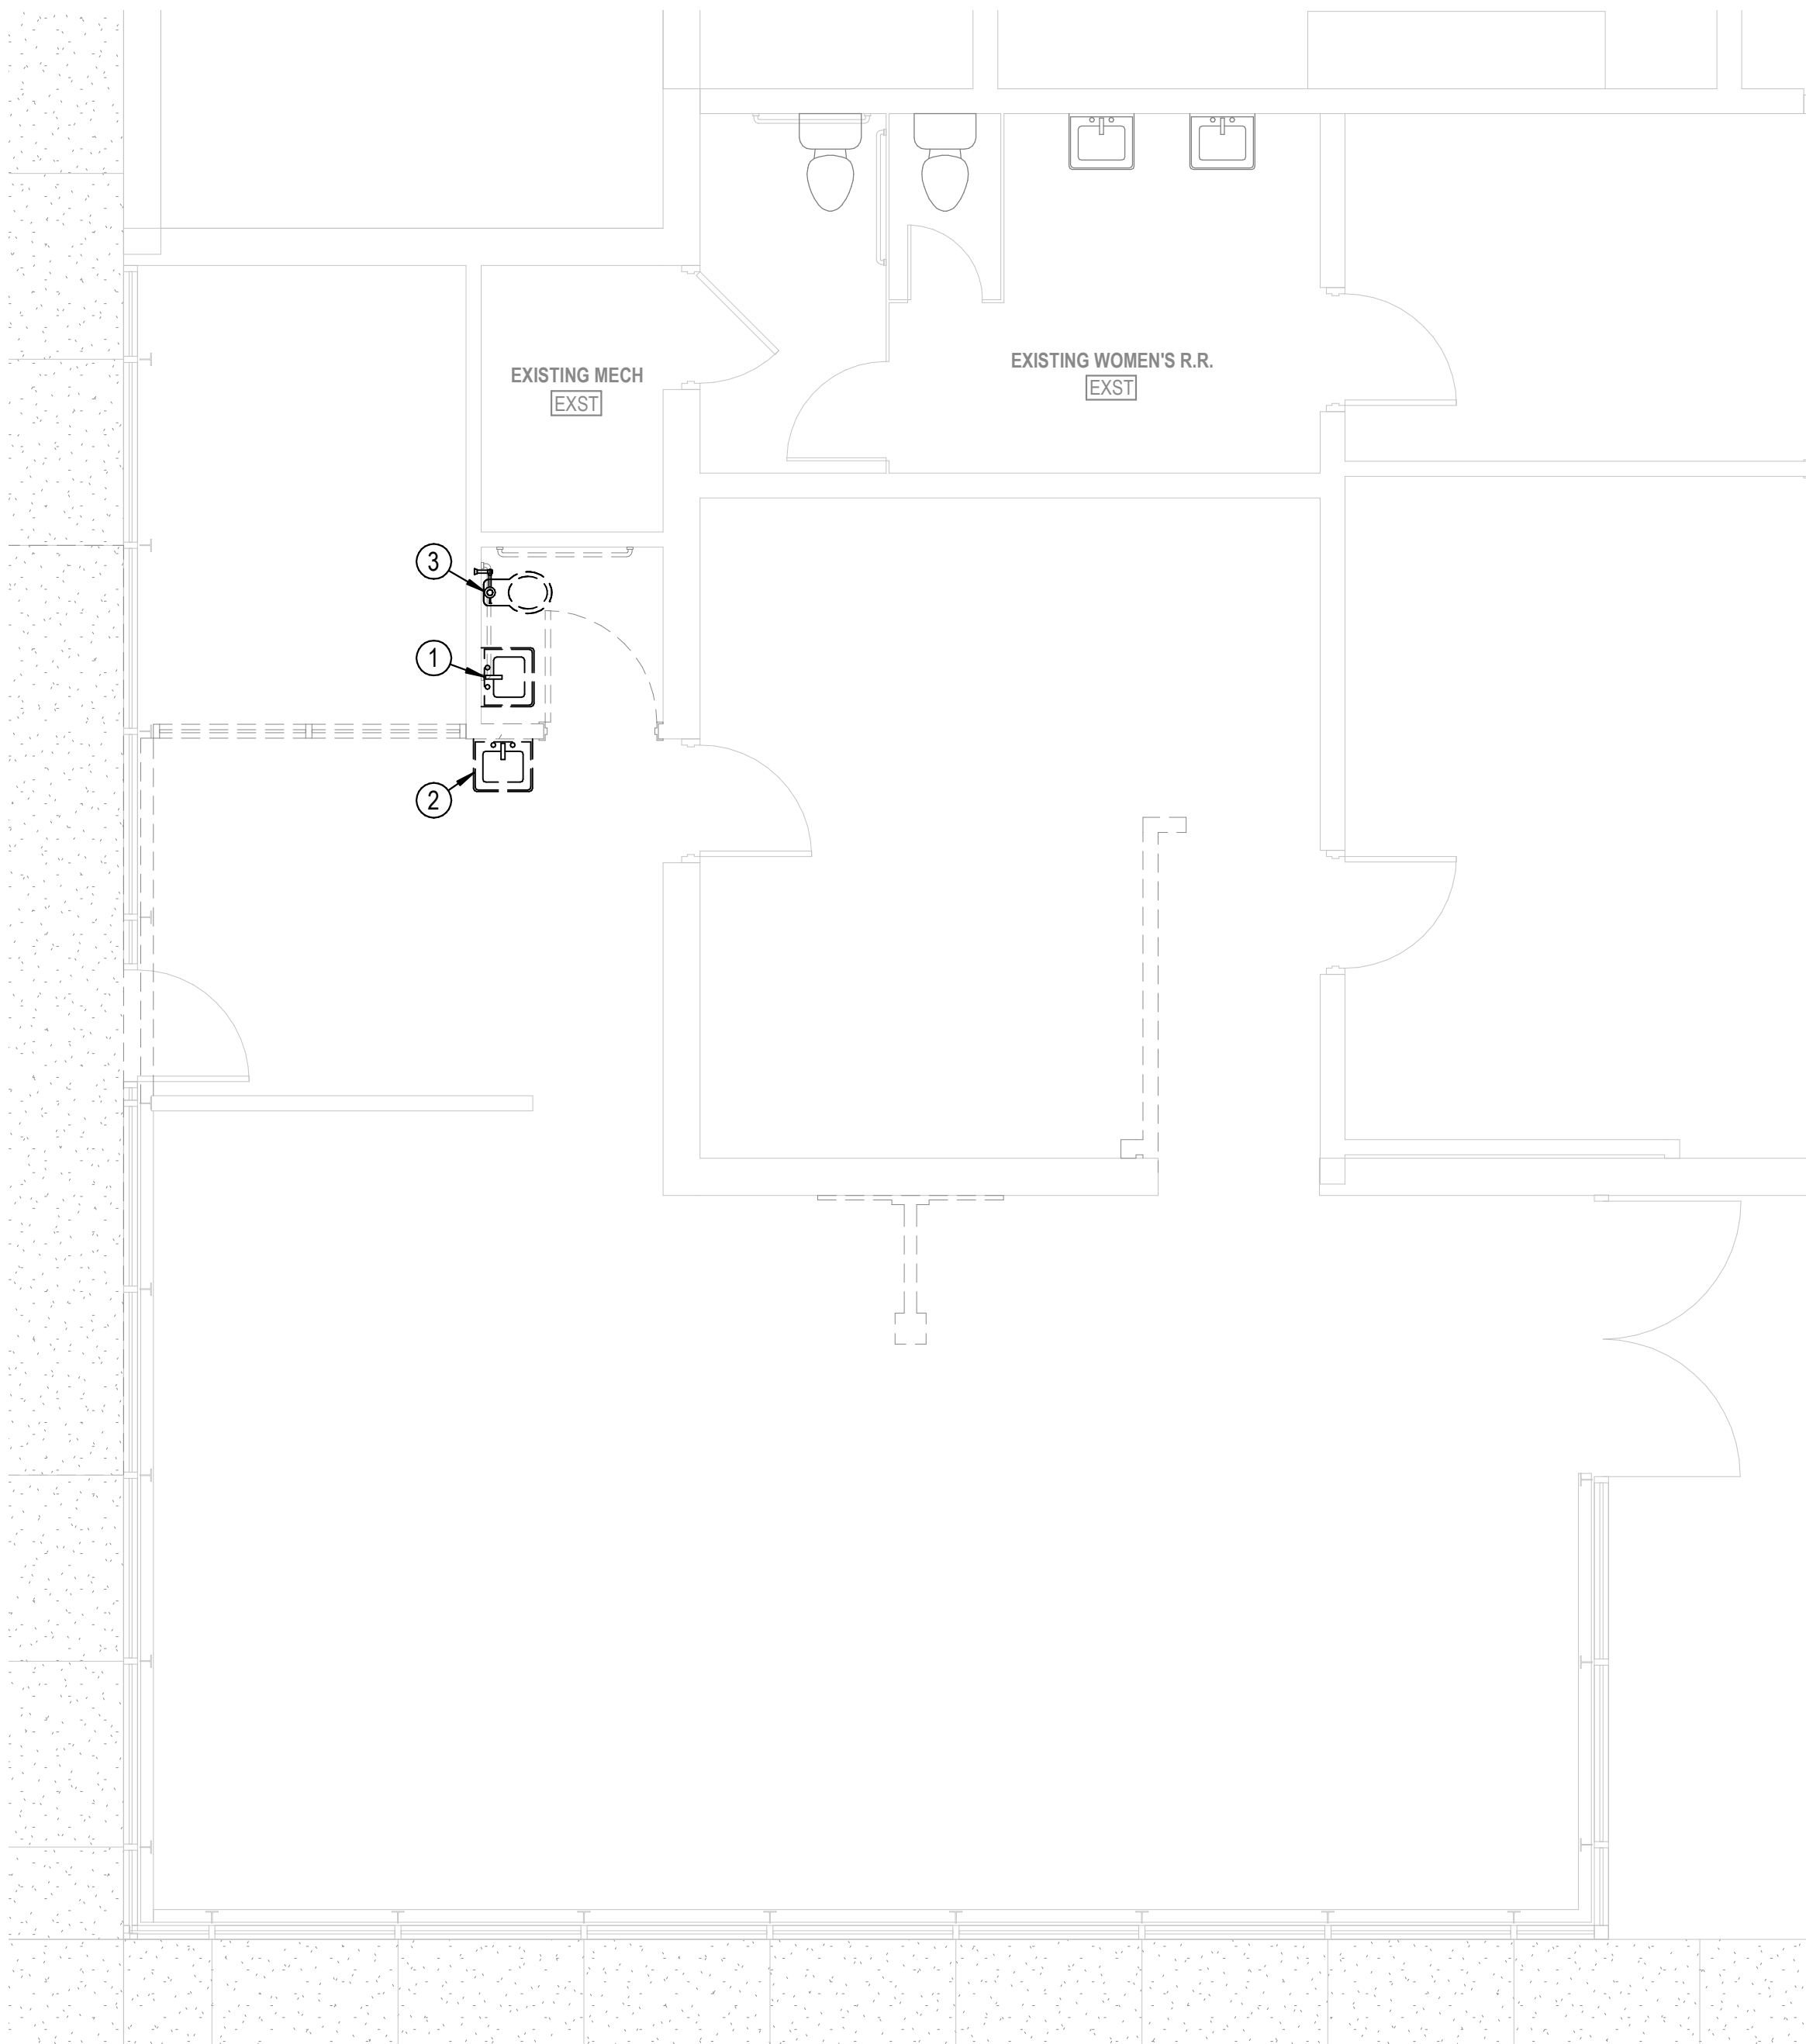 EXISTING WOMEN'S R.R.
EXST
EXISTING MECH
EXST
3
1
2